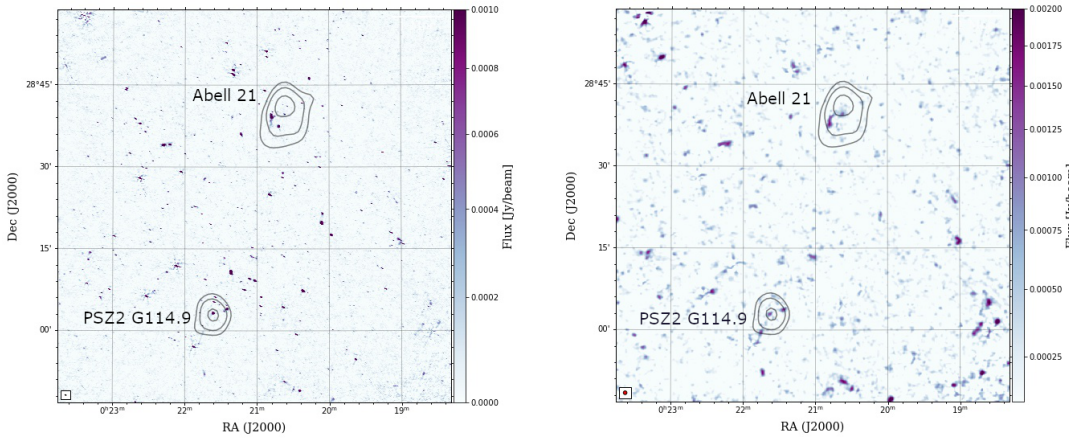 0.0010
0.0008
0.0006
0.0004
0.0002
0.0000
Flux [Jy/beam]
28°45'
30'
15'
00'
Dec (J2000)
Abell 21
PSZ2 G114.9
0ʰ23ᵐ
22ᵐ
21ᵐ
20ᵐ
19ᵐ
RA (J2000)
0.00200
0.00175
0.00150
0.00125
0.00100
0.00075
0.00050
0.00025
28°45'
30'
15'
00'
Dec (J2000)
Abell 21
PSZ2 G114.9
0ʰ23ᵐ
22ᵐ
21ᵐ
20ᵐ
19ᵐ
RA (J2000)